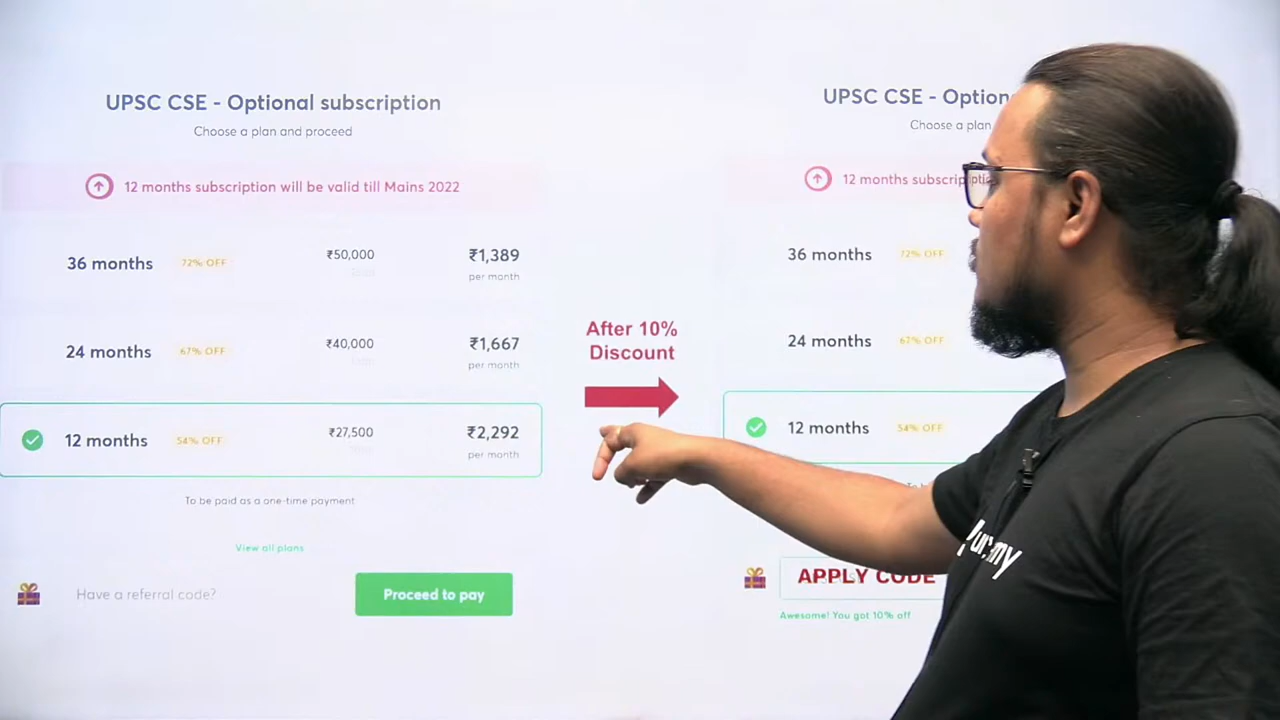 UPSC CSE - Optional subscription
Choose a plan and proceed
12 months subscription will be valid till Mains 2022
36 months 72% OFF ₹50,000 ₹1,389
per month
24 months 67% OFF ₹40,000 ₹1,667
per month
12 months 54% OFF ₹27,500 ₹2,292
per month
To be paid as a one-time payment
View all plans
Have a referral code?
Proceed to pay
After 10%
Discount
UPSC CSE -
Choose a plan
12 months
36 months 72% OFF
24 months 67% OFF
12 months 54% OFF
APPLY CODE
Awesome! You got 10% off